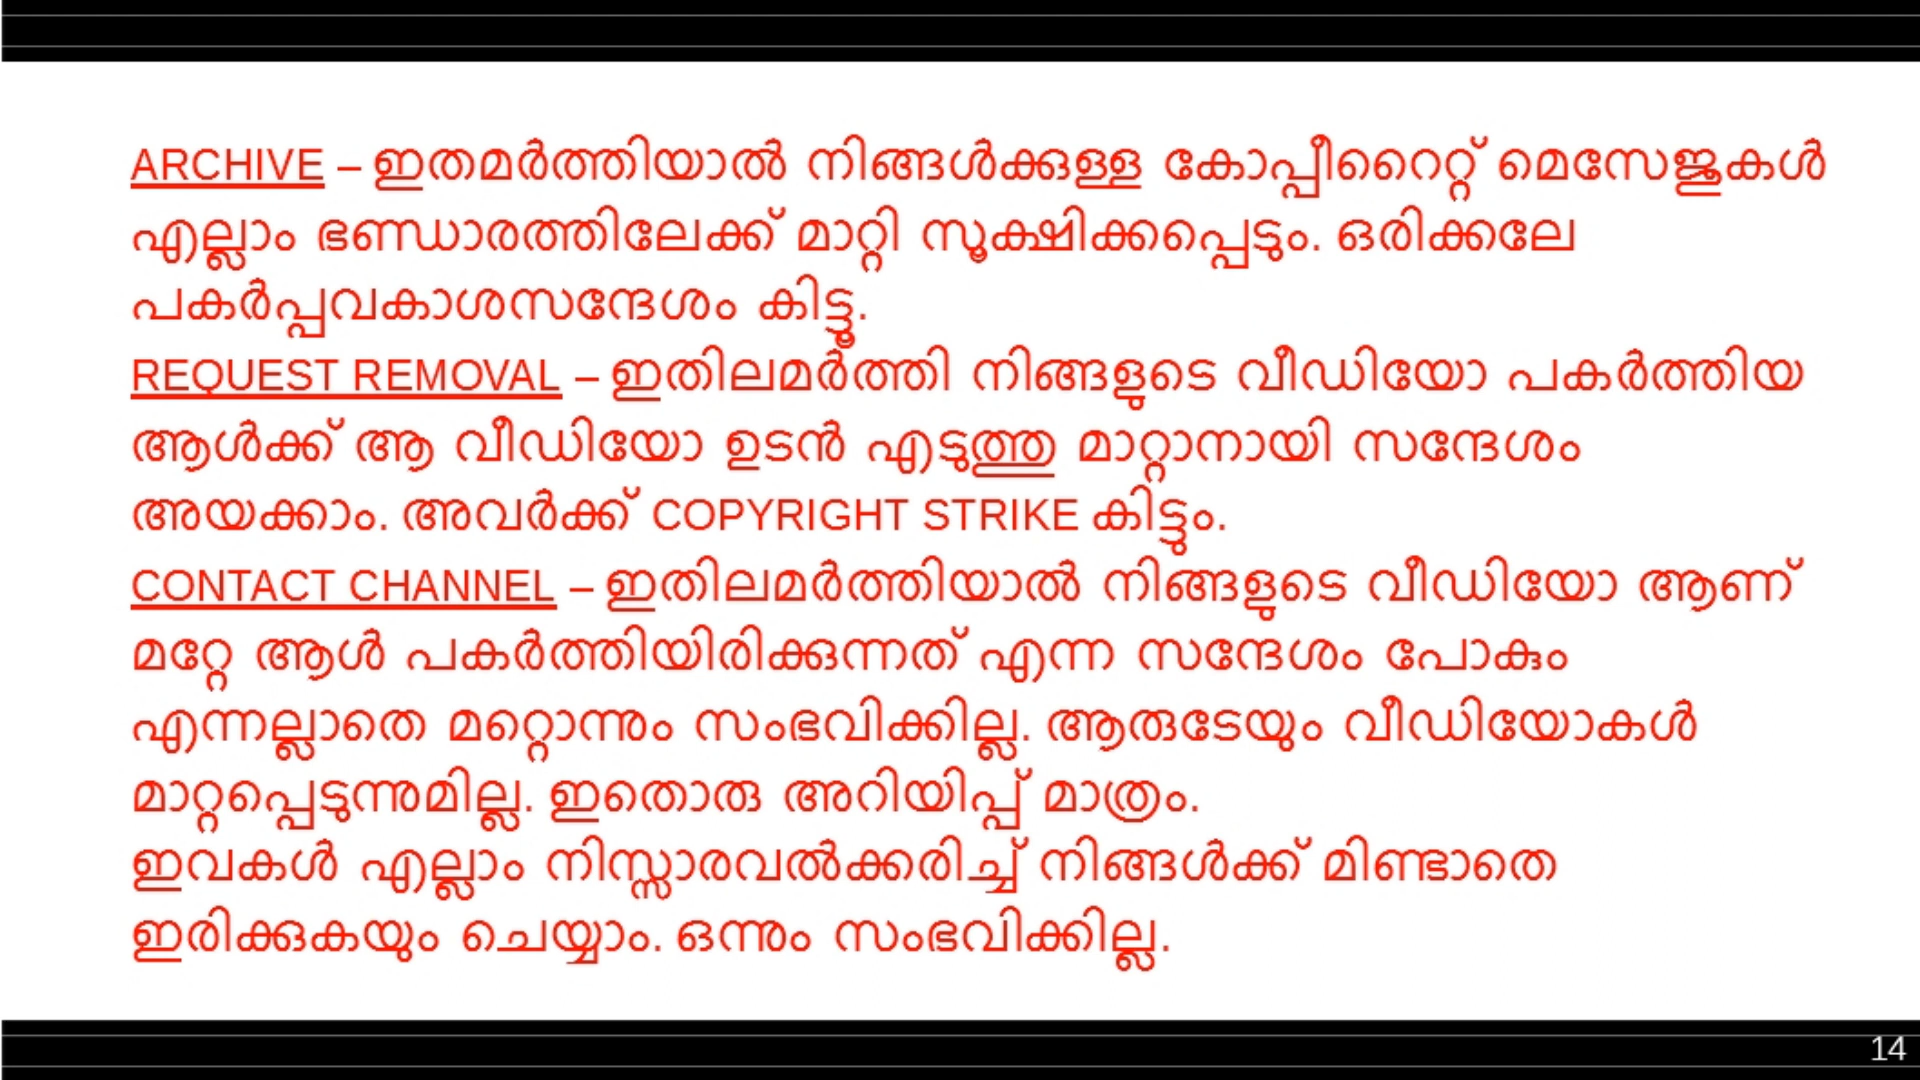 ARCHIVE – ഇതമർത്തിയാൽ നിങ്ങൾക്കുള്ള കോപ്പീറൈറ്റ് മെസേജുകൾ
എല്ലാം ഭണ്ഡാരത്തിലേക്ക് മാറ്റി സൂക്ഷിക്കപ്പെടും. ഒരിക്കലേ
പകർപ്പവകാശസന്ദേശം കിട്ടൂ.
REQUEST REMOVAL – ഇതിലമർത്തി നിങ്ങളുടെ വീഡിയോ പകർത്തിയ
ആൾക്ക് ആ വീഡിയോ ഉടൻ എടുത്തു മാറ്റാനായി സന്ദേശം
അയക്കാം. അവർക്ക് COPYRIGHT STRIKE കിട്ടും.
CONTACT CHANNEL – ഇതിലമർത്തിയാൽ നിങ്ങളുടെ വീഡിയോ ആണ്
മറ്റേ ആൾ പകർത്തിയിരിക്കുന്നത് എന്ന സന്ദേശം പോകും
എന്നല്ലാതെ മറ്റൊന്നും സംഭവിക്കില്ല. ആരുടേയും വീഡിയോകൾ
മാറ്റപ്പെടുന്നുമില്ല. ഇതൊരു അറിയിപ്പ് മാത്രം.
ഇവകൾ എല്ലാം നിസ്സാരവൽക്കരിച്ച് നിങ്ങൾക്ക് മിണ്ടാതെ
ഇരിക്കുകയും ചെയ്യാം. ഒന്നും സംഭവിക്കില്ല.
14